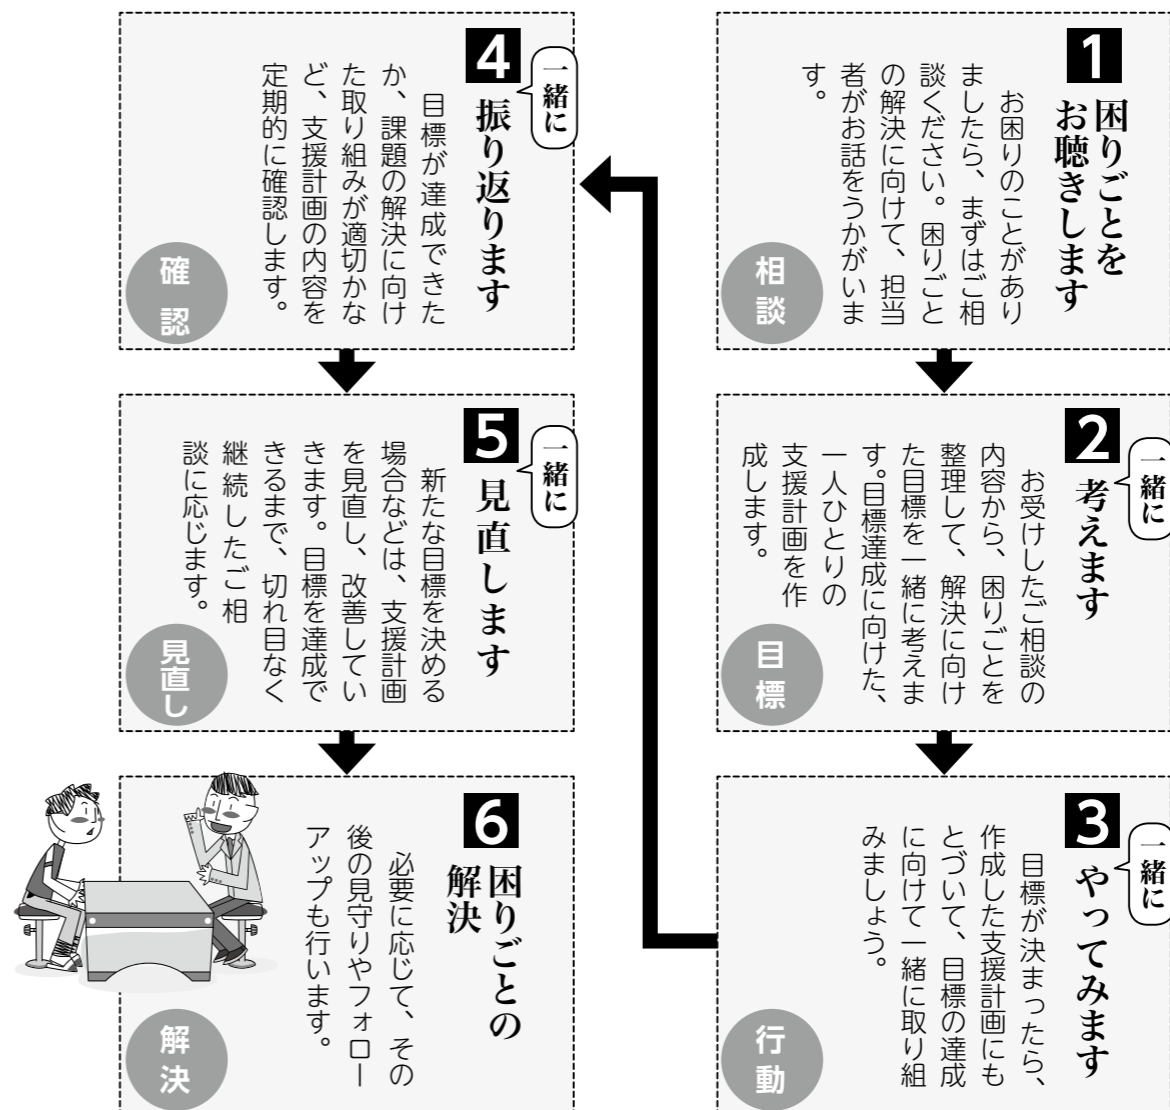 1
困りごとを
お聴きします
お困りのことがあり
ましたら、まずはご相
談ください。困りごと
の解決に向けて、担当
者がお話をうかがいま
す。
相談
一緒に
2
考えます
お受けしたご相談の
内容から、困りごとを
整理して、解決に向け
た目標を一緒に考えま
す。目標達成に向けた、
一人ひとりの
支援計画を作
成します。
目標
一緒に
3
やってみます
目標が決まったら、
作成した支援計画にも
とづいて、目標の達成
に向けて一緒に取り組
みましょう。
行動
一緒に
4
振り返ります
目標が達成できた
か、課題の解決に向け
た取り組みが適切かな
ど、支援計画の内容を
定期的に確認します。
確認
一緒に
5
見直します
新たな目標を決める
場合などは、支援計画
を見直し、改善してい
きます。目標を達成で
きるまで、切れ目なく
継続したご相
談に応じます。
見直し
6
困りごとの
解決
必要に応じて、その
後の見守りやフォロー
アップも行います。
解決